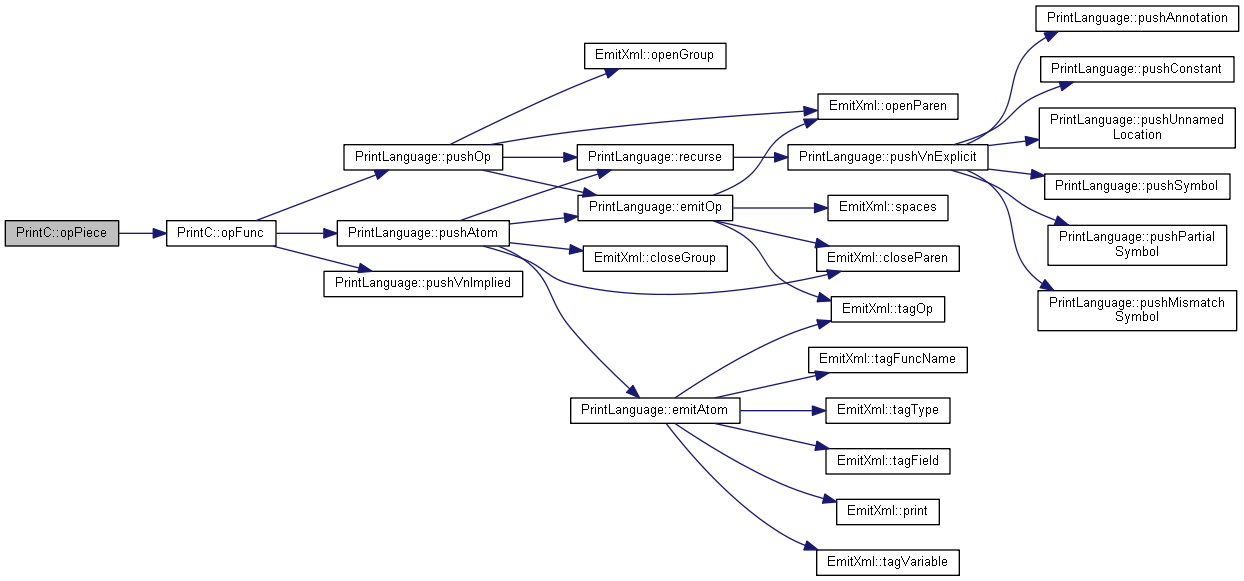 PrintC::opPiece
PrintC::opFunc
PrintLanguage::pushOp
PrintLanguage::pushAtom
PrintLanguage::pushVnImplied
EmitXml::openGroup
PrintLanguage::recurse
PrintLanguage::emitOp
EmitXml::closeGroup
PrintLanguage::emitAtom
EmitXml::openParen
PrintLanguage::pushVnExplicit
EmitXml::spaces
EmitXml::closeParen
EmitXml::tagOp
EmitXml::tagFuncName
EmitXml::tagType
EmitXml::tagField
EmitXml::print
EmitXml::tagVariable
PrintLanguage::pushAnnotation
PrintLanguage::pushConstant
PrintLanguage::pushUnnamed
Location
PrintLanguage::pushSymbol
PrintLanguage::pushPartial
Symbol
PrintLanguage::pushMismatch
Symbol